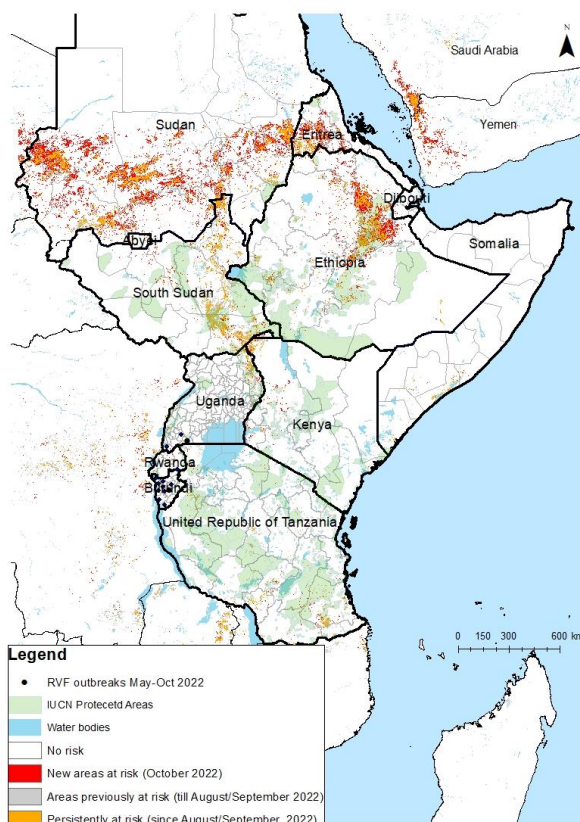 N
Saudi Arabia
Sudan
Yemen
Eritrea
Djibouti
Abyei
Somalia
Ethiopia
South Sudan
Uganda
Kenya
Rwanda
Burundi
United Republic of Tanzania
0 150 300 600 km
Legend
RVF outbreaks May-Oct 2022
IUCN Protecetd Areas
Water bodies
No risk
New areas at risk (October 2022)
Areas previously at risk (till August/September 2022)
Persistently at risk (since August/September, 2022)